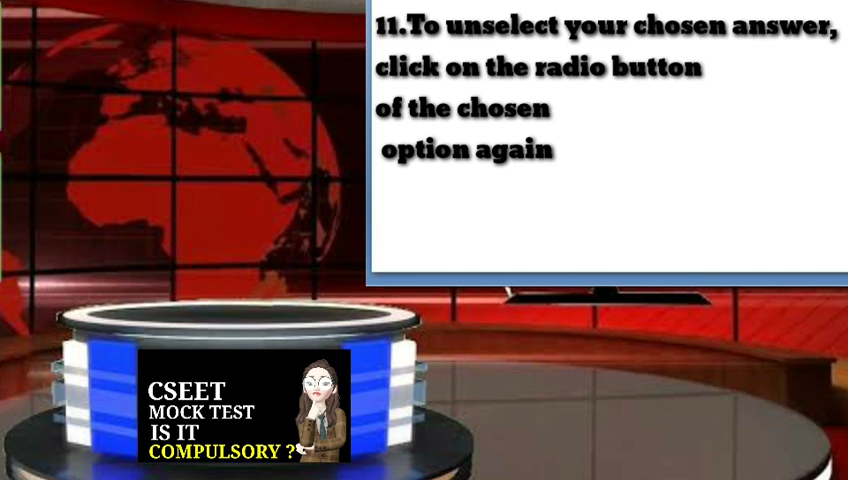 11.To unselect your chosen answer,
click on the radio button
of the chosen
option again
CSEET
MOCK TEST
IS IT
COMPULSORY ?